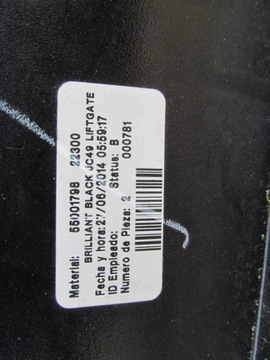 Material: 55001798 22300
BRILLIANT BLACK JC49 LIFTGATE
Fecha y hora:27/06/2014 05:59:17
ID Empleado: Status: B
Numero de Pieza: 2 000781